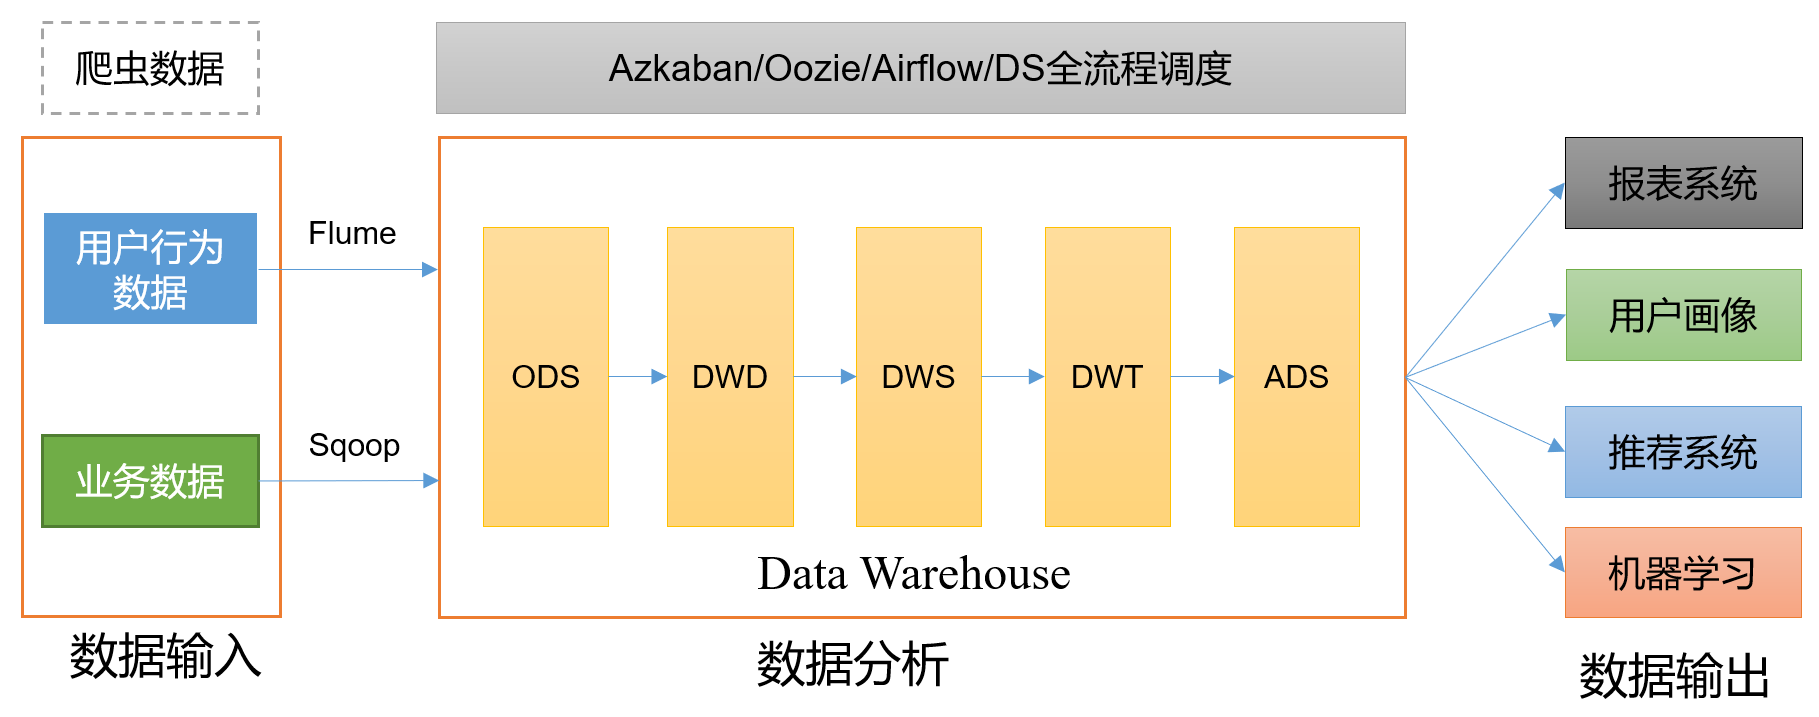 爬虫数据
Azkaban/Oozie/Airflow/DS全流程调度
用户行为
数据
Flume
业务数据
Sqoop
ODS
DWD
DWS
DWT
ADS
Data Warehouse
报表系统
用户画像
推荐系统
机器学习
数据输入
数据分析
数据输出